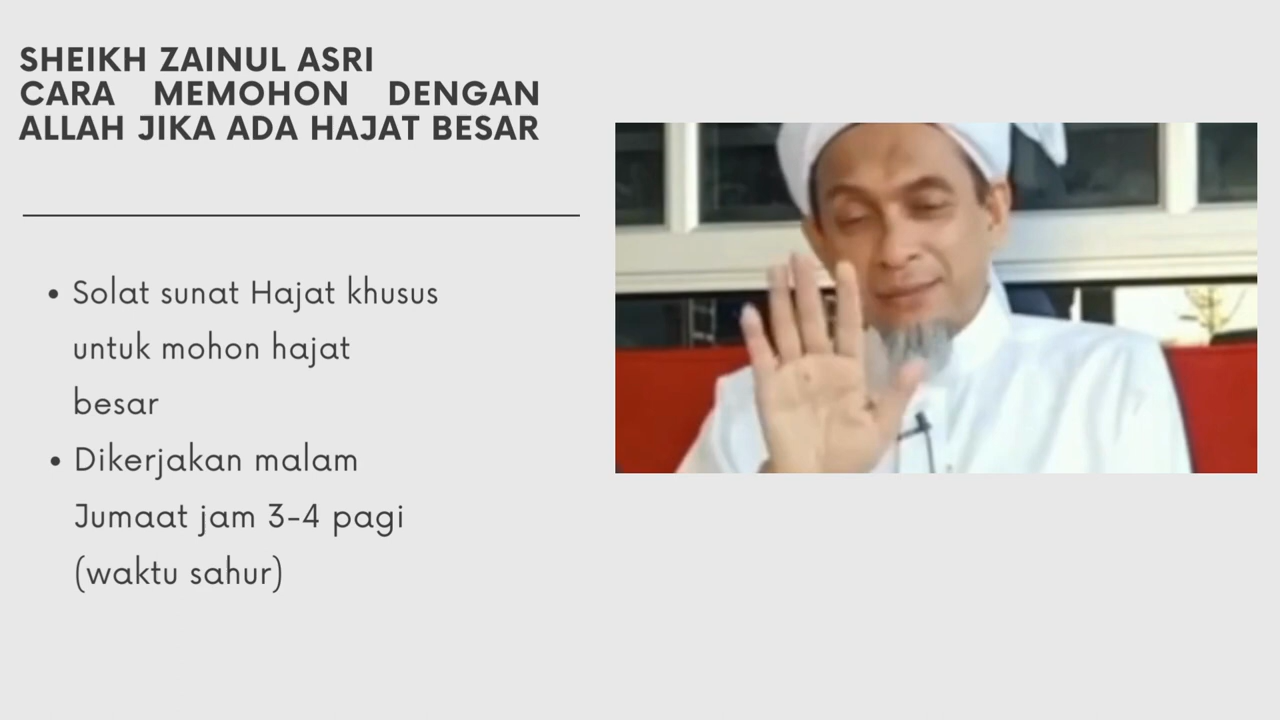 SHEIKH ZAINUL ASRI
CARA MEMOHON DENGAN
ALLAH JIKA ADA HAJAT BESAR
• Solat sunat Hajat khusus
untuk mohon hajat
besar
• Dikerjakan malam
Jumaat jam 3-4 pagi
(waktu sahur)